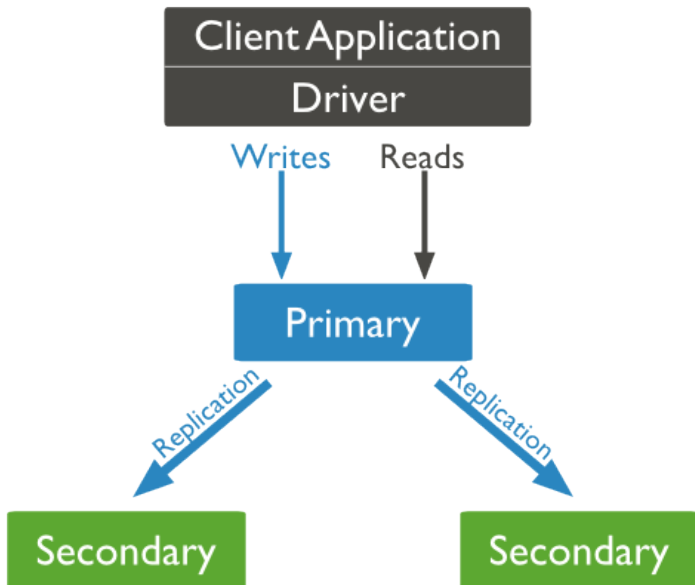 Client Application
Driver
Writes Reads
Primary
Replication Replication
Secondary Secondary